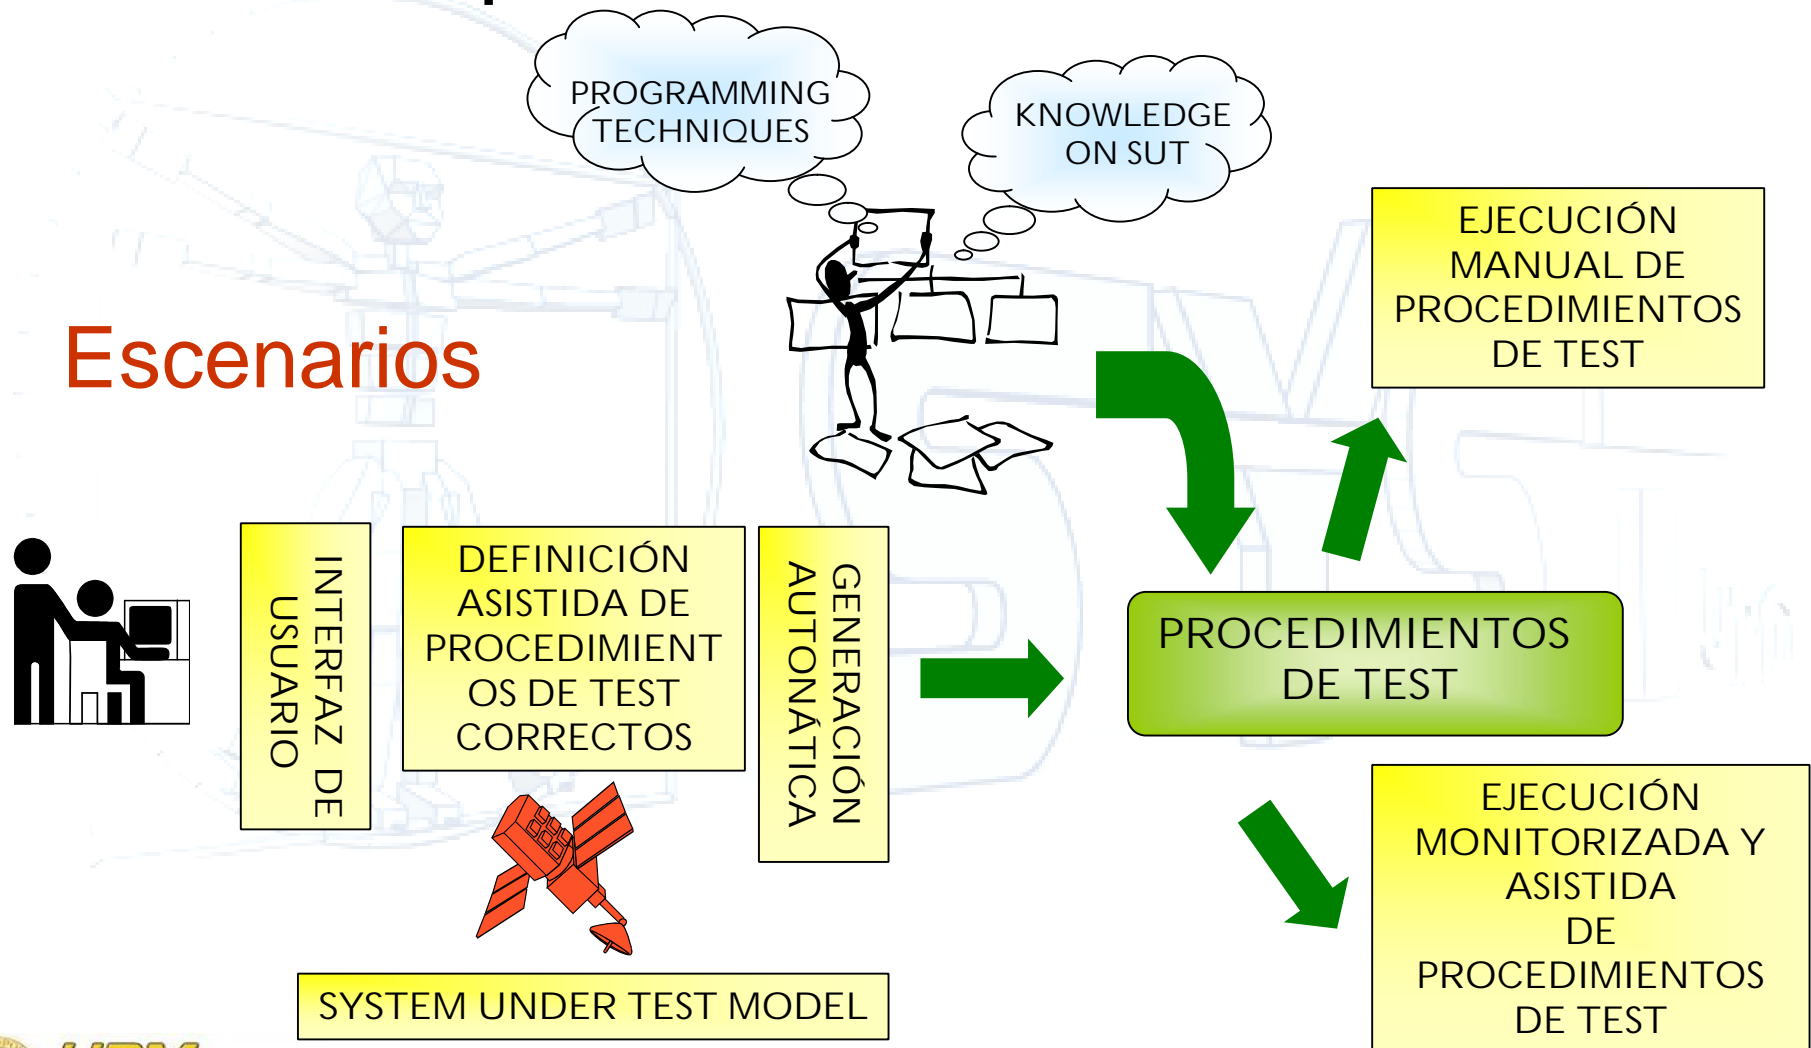 PROGRAMMING
TECHNIQUES
KNOWLEDGE
ON SUT
EJECUCIÓN
MANUAL DE
PROCEDIMIENTOS
DE TEST
Escenarios
INTERFAZ DE
USUARIO
DEFINICIÓN
ASISTIDA DE
PROCEDIMIENT
OS DE TEST
CORRECTOS
GENERACIÓN
AUTONÁTICA
PROCEDIMIENTOS
DE TEST
EJECUCIÓN
MONITORIZADA Y
ASISTIDA
DE
PROCEDIMIENTOS
DE TEST
SYSTEM UNDER TEST MODEL